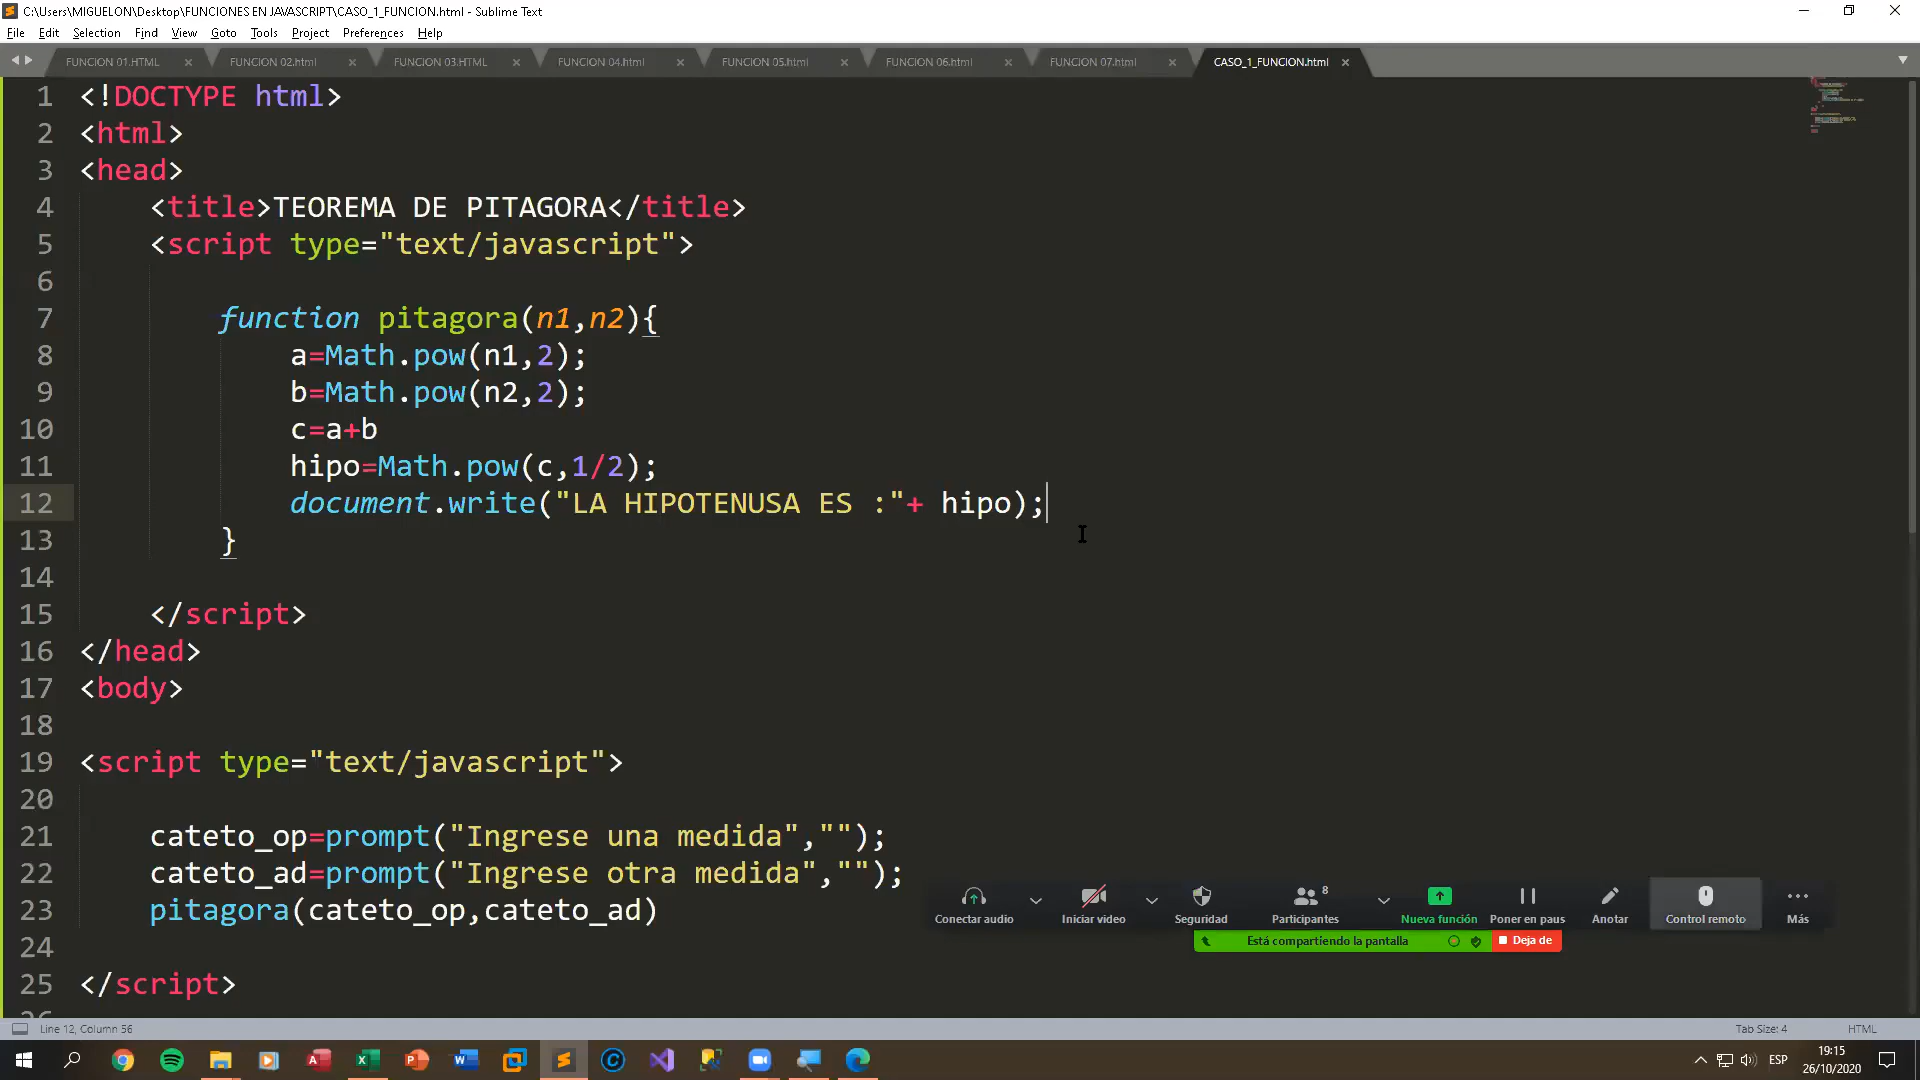 C:\Users\MIGUELON\Desktop\FUNCIONES EN JAVASCRIPT\CASO_1_FUNCION.html - Sublime Text
File Edit Selection Find View Goto Tools Project Preferences Help
FUNCION 01.HTML FUNCION 02.html FUNCION 03.HTML FUNCION 04.html FUNCION 05.html FUNCION 06.html FUNCION 07.html CASO_1_FUNCION.html
1 <!DOCTYPE html>
2 <html>
3 <head>
4 <title>TEOREMA DE PITAGORA</title>
5 <script type="text/javascript">
6
7 function pitagora(n1,n2){
8 a=Math.pow(n1,2);
9 b=Math.pow(n2,2);
10 c=a+b
11 hipo=Math.pow(c,1/2);
12 document.write("LA HIPOTENUSA ES :"+ hipo);
13 }
14
15 </script>
16 </head>
17 <body>
18
19 <script type="text/javascript">
20
21 cateto_op=prompt("Ingrese una medida","");
22 cateto_ad=prompt("Ingrese otra medida","");
23 pitagora(cateto_op,cateto_ad)
24
25 </script>
8
Conectar audio Iniciar video Seguridad Participantes Nueva función Poner en paus Anotar Control remoto Más
Está compartiendo la pantalla Deja de
Line 12, Column 56 Tab Size: 4 HTML
ESP 19:15
26/10/2020